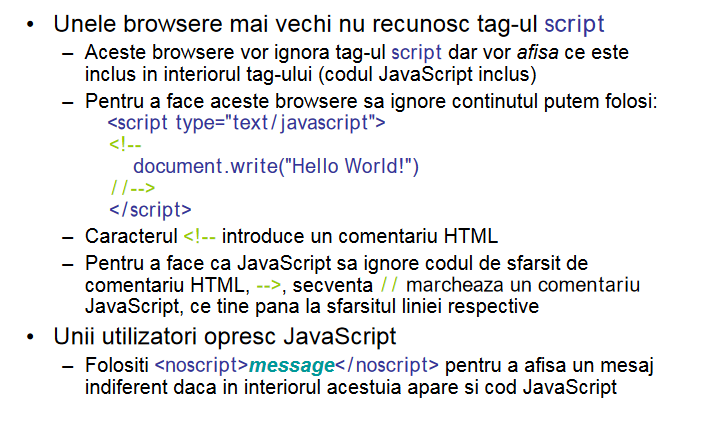 • Unele browsere mai vechi nu recunosc tag-ul script
– Aceste browsere vor ignora tag-ul script dar vor afisa ce este
inclus in interiorul tag-ului (codul JavaScript inclus)
– Pentru a face aceste browsere sa ignore continutul putem folosi:
<script type="text/javascript">
<!--
document.write("Hello World!")
//-->
</script>
– Caracterul <!-- introduce un comentariu HTML
– Pentru a face ca JavaScript sa ignore codul de sfarsit de
comentariu HTML, -->, secventa // marcheaza un comentariu
JavaScript, ce tine pana la sfarsitul liniei respective
• Unii utilizatori opresc JavaScript
– Folositi <noscript>message</noscript> pentru a afisa un mesaj
indiferent daca in interiorul acestuia apare si cod JavaScript